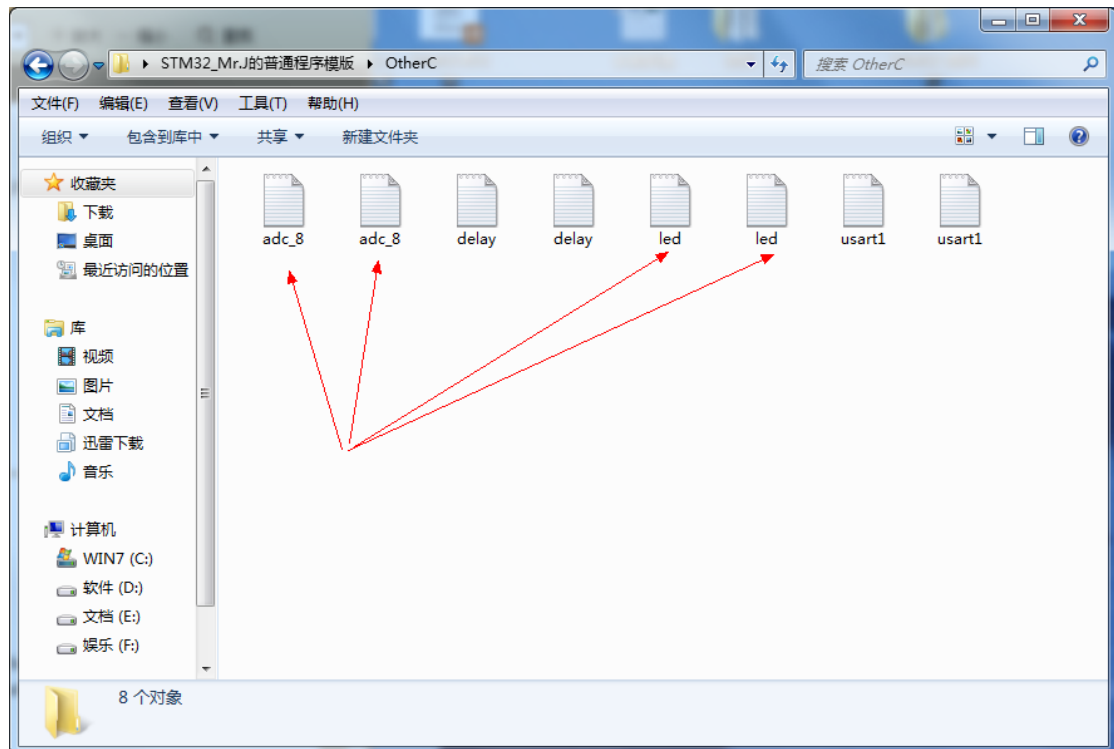 STM32_Mr.J的普通程序模版 OtherC 搜索 OtherC
文件(F) 编辑(E) 查看(V) 工具(T) 帮助(H)
组织 包含到库中 共享 新建文件夹
收藏夹
下载
桌面
最近访问的位置
库
视频
图片
文档
迅雷下载
音乐
计算机
WIN7 (C:)
软件 (D:)
文档 (E:)
娱乐 (F:)
adc_8 adc_8 delay delay led led usart1 usart1
8 个对象